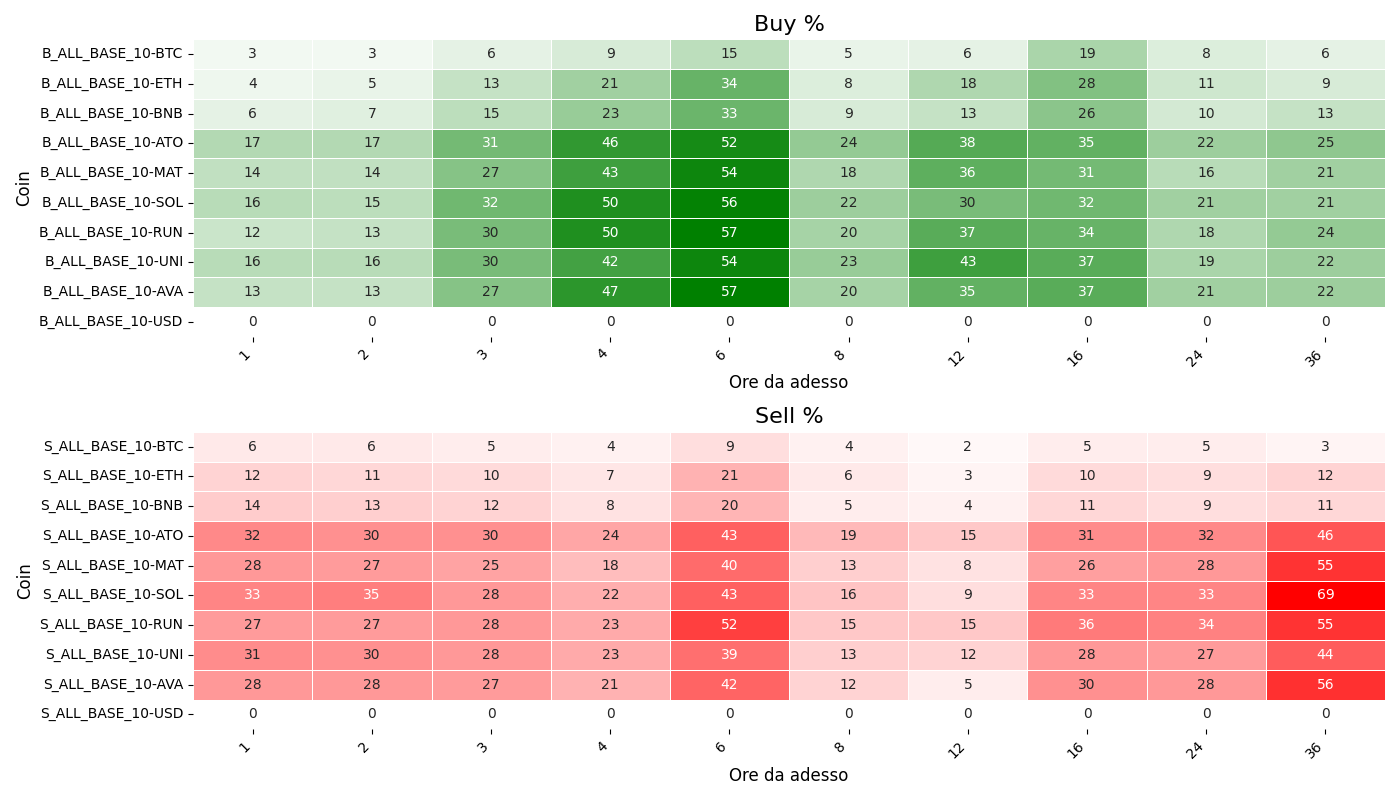 Buy %
Coin
B_ALL_BASE_10-BTC 3 3 6 9 15 5 6 19 8 6
B_ALL_BASE_10-ETH 4 5 13 21 34 8 18 28 11 9
B_ALL_BASE_10-BNB 6 7 15 23 33 9 13 26 10 13
B_ALL_BASE_10-ATO 17 17 31 46 52 24 38 35 22 25
B_ALL_BASE_10-MAT 14 14 27 43 54 18 36 31 16 21
B_ALL_BASE_10-SOL 16 15 32 50 56 22 30 32 21 21
B_ALL_BASE_10-RUN 12 13 30 50 57 20 37 34 18 24
B_ALL_BASE_10-UNI 16 16 30 42 54 23 43 37 19 22
B_ALL_BASE_10-AVA 13 13 27 47 57 20 35 37 21 22
B_ALL_BASE_10-USD 0 0 0 0 0 0 0 0 0 0
1 2 3 4 6 8 12 16 24 36
Ore da adesso
Sell %
Coin
S_ALL_BASE_10-BTC 6 6 5 4 9 4 2 5 5 3
S_ALL_BASE_10-ETH 12 11 10 7 21 6 3 10 9 12
S_ALL_BASE_10-BNB 14 13 12 8 20 5 4 11 9 11
S_ALL_BASE_10-ATO 32 30 30 24 43 19 15 31 32 46
S_ALL_BASE_10-MAT 28 27 25 18 40 13 8 26 28 55
S_ALL_BASE_10-SOL 33 35 28 22 43 16 9 33 33 69
S_ALL_BASE_10-RUN 27 27 28 23 52 15 15 36 34 55
S_ALL_BASE_10-UNI 31 30 28 23 39 13 12 28 27 44
S_ALL_BASE_10-AVA 28 28 27 21 42 12 5 30 28 56
S_ALL_BASE_10-USD 0 0 0 0 0 0 0 0 0 0
1 2 3 4 6 8 12 16 24 36
Ore da adesso